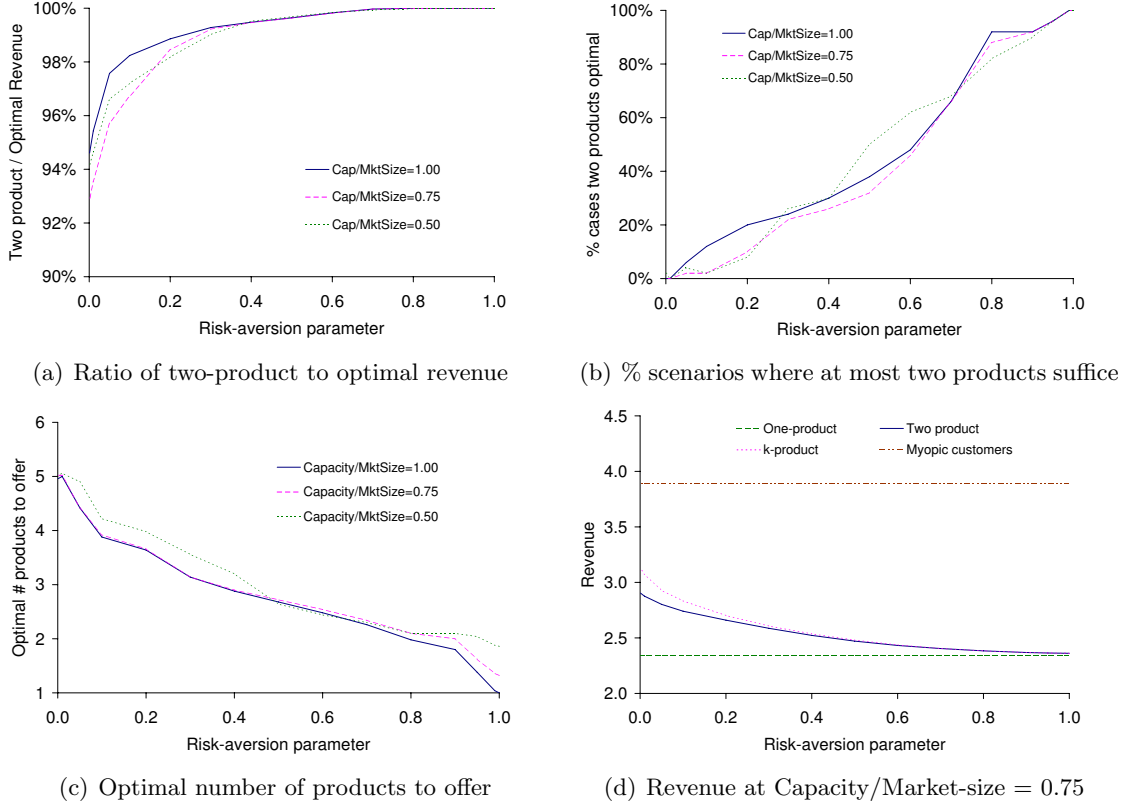 100%
98%
96%
94%
92%
90%
Two product / Optimal Revenue
Cap/MktSize=1.00
Cap/MktSize=0.75
Cap/MktSize=0.50
0.0 0.2 0.4 0.6 0.8 1.0
Risk-aversion parameter
(a) Ratio of two-product to optimal revenue
100%
80%
60%
40%
20%
0%
% cases two products optimal
Cap/MktSize=1.00
Cap/MktSize=0.75
Cap/MktSize=0.50
0.0 0.2 0.4 0.6 0.8 1.0
Risk-aversion parameter
(b) % scenarios where at most two products suffice
6
5
4
3
2
1
Optimal # products to offer
Capacity/MktSize=1.00
Capacity/MktSize=0.75
Capacity/MktSize=0.50
0.0 0.2 0.4 0.6 0.8 1.0
Risk-aversion parameter
(c) Optimal number of products to offer
4.5
4.0
3.5
3.0
2.5
2.0
Revenue
One-product Two product
k-product Myopic customers
0.0 0.2 0.4 0.6 0.8 1.0
Risk-aversion parameter
(d) Revenue at Capacity/Market-size = 0.75